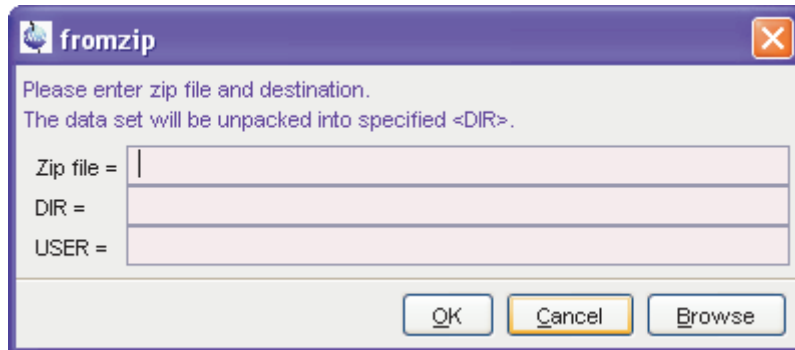 fromzip
Please enter zip file and destination.
The data set will be unpacked into specified <DIR>.
Zip file =
DIR =
USER =
OK Cancel Browse